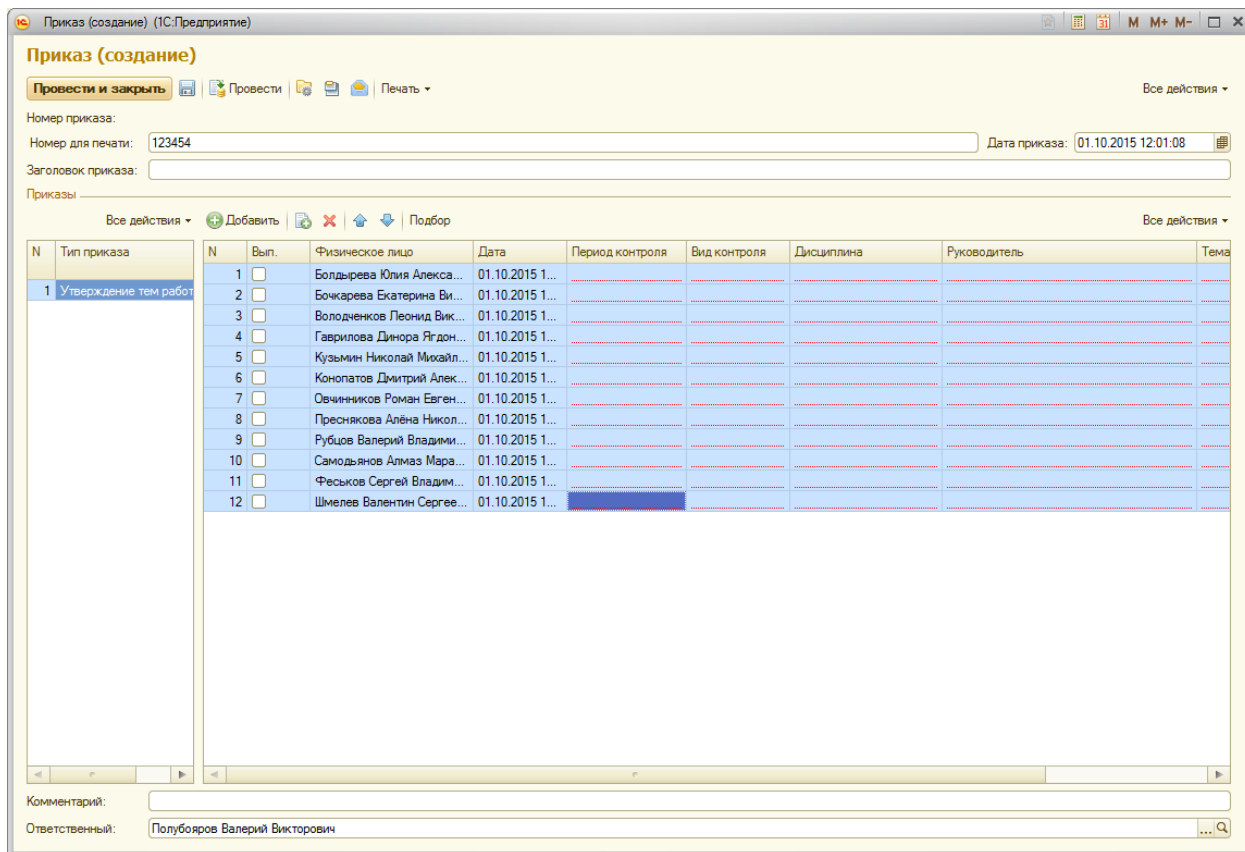 Приказ (создание) (1С:Предприятие)
M M+ M-
Приказ (создание)
Провести и закрыть Провести Печать Все действия
Номер приказа:
Номер для печати: 123454 Дата приказа: 01.10.2015 12:01:08
Заголовок приказа:
Приказы
Все действия Добавить Подбор Все действия
N Тип приказа N Вып. Физическое лицо Дата Период контроля Вид контроля Дисциплина Руководитель Тема
1 Болдырева Юлия Алекса... 01.10.2015 1...
1 Утверждение тем работ 2 Бочкарева Екатерина Ви... 01.10.2015 1...
3 Володченков Леонид Вик... 01.10.2015 1...
4 Гаврилова Динора Ягдон... 01.10.2015 1...
5 Кузьмин Николай Михайл... 01.10.2015 1...
6 Конопатов Дмитрий Алек... 01.10.2015 1...
7 Овчинников Роман Евген... 01.10.2015 1...
8 Преснякова Алёна Никол... 01.10.2015 1...
9 Рубцов Валерий Владими... 01.10.2015 1...
10 Самодьянов Алмаз Мара... 01.10.2015 1...
11 Феськов Сергей Владим... 01.10.2015 1...
12 Шмелев Валентин Сергее... 01.10.2015 1...
Комментарий:
Ответственный: Полубояров Валерий Викторович ...